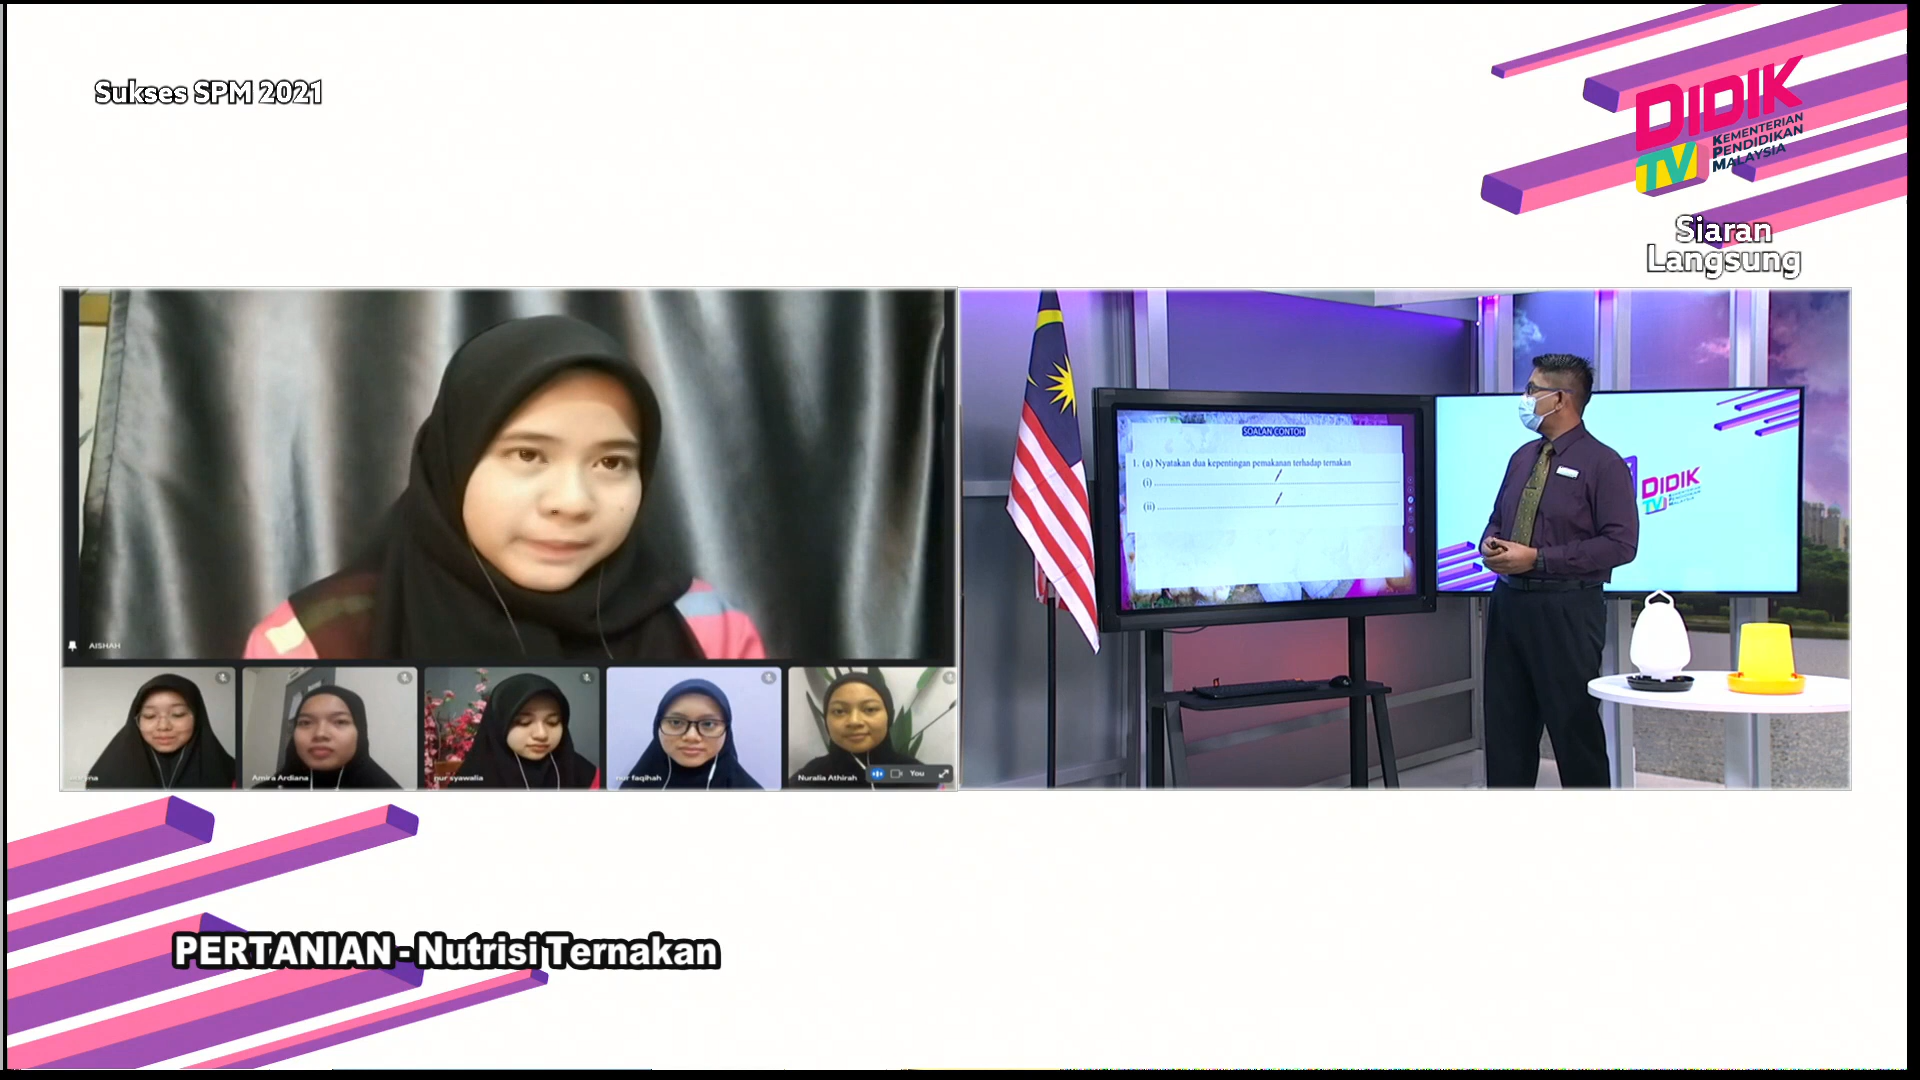 Sukses SPM 2021
DIDIK
TV
KEMENTERIAN
PENDIDIKAN
MALAYSIA
Siaran
Langsung
AISHAH
Amira Ardiana
nur syawalia
nur faqihah
Nuralia Athirah
You
SOALAN CONTOH
1. (a) Nyatakan dua kepentingan pemakanan terhadap ternakan
(i)
(ii)
DIDIK
TV
PERTANIAN - Nutrisi Ternakan